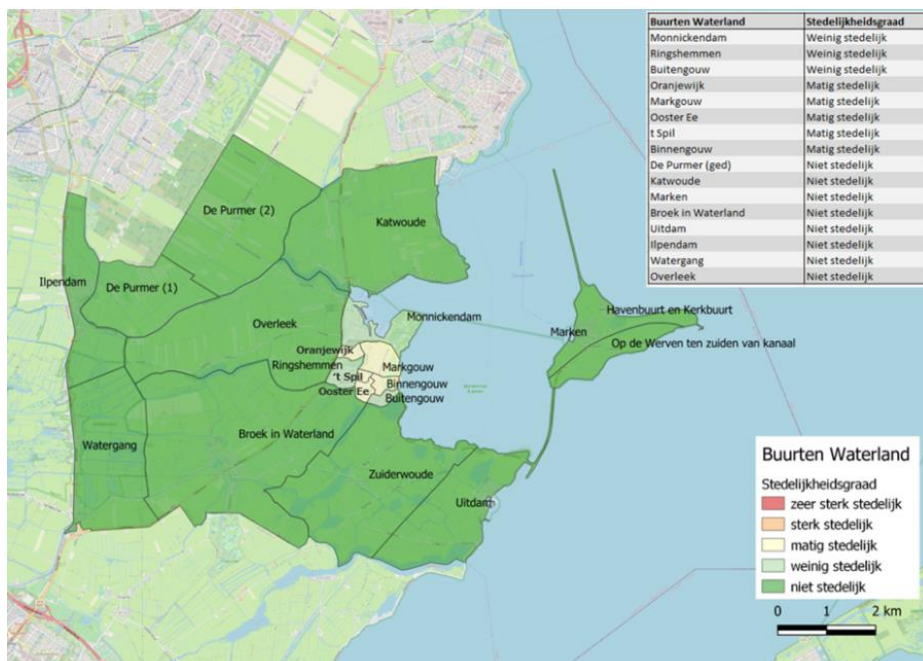 Buurten Waterland Stedelijkheidsgraad
Monnickendam Weinig stedelijk
Ringshemmen Weinig stedelijk
Buitengouw Weinig stedelijk
Oranjewijk Matig stedelijk
Markgouw Matig stedelijk
Ooster Ee Matig stedelijk
t Spil Matig stedelijk
Binnengouw Matig stedelijk
De Purmer (ged) Niet stedelijk
Katwoude Niet stedelijk
Marken Niet stedelijk
Broek in Waterland Niet stedelijk
Uitdam Niet stedelijk
Ilpendam Niet stedelijk
Watergang Niet stedelijk
Overleek Niet stedelijk
De Purmer (2)
Katwoude
Ilpendam
De Purmer (1)
Havenbuurt en Kerkbuurt
Monnickendam
Overleek
Marken
Op de Werven ten zuiden van kanaal
Oranjewijk
Ringshemmen
Markgouw
't Spil
Binnengouw
Ooster Ee
Buitengouw
Broek in Waterland
Watergang
Zuiderwoude
Uitdam
Buurten Waterland
Stedelijkheidsgraad
zeer sterk stedelijk
sterk stedelijk
matig stedelijk
weinig stedelijk
niet stedelijk
0 1 2 km